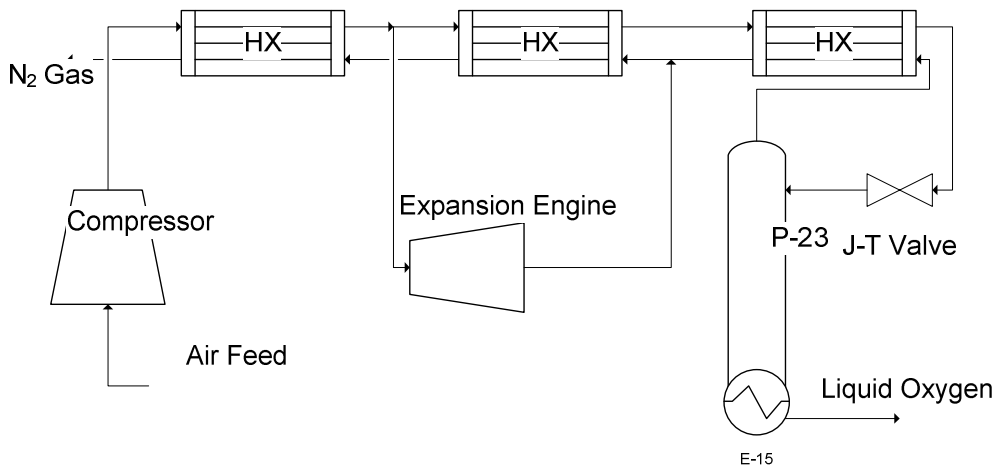 HX
HX
HX
N₂ Gas
Compressor
Expansion Engine
P-23
J-T Valve
Air Feed
Liquid Oxygen
E-15